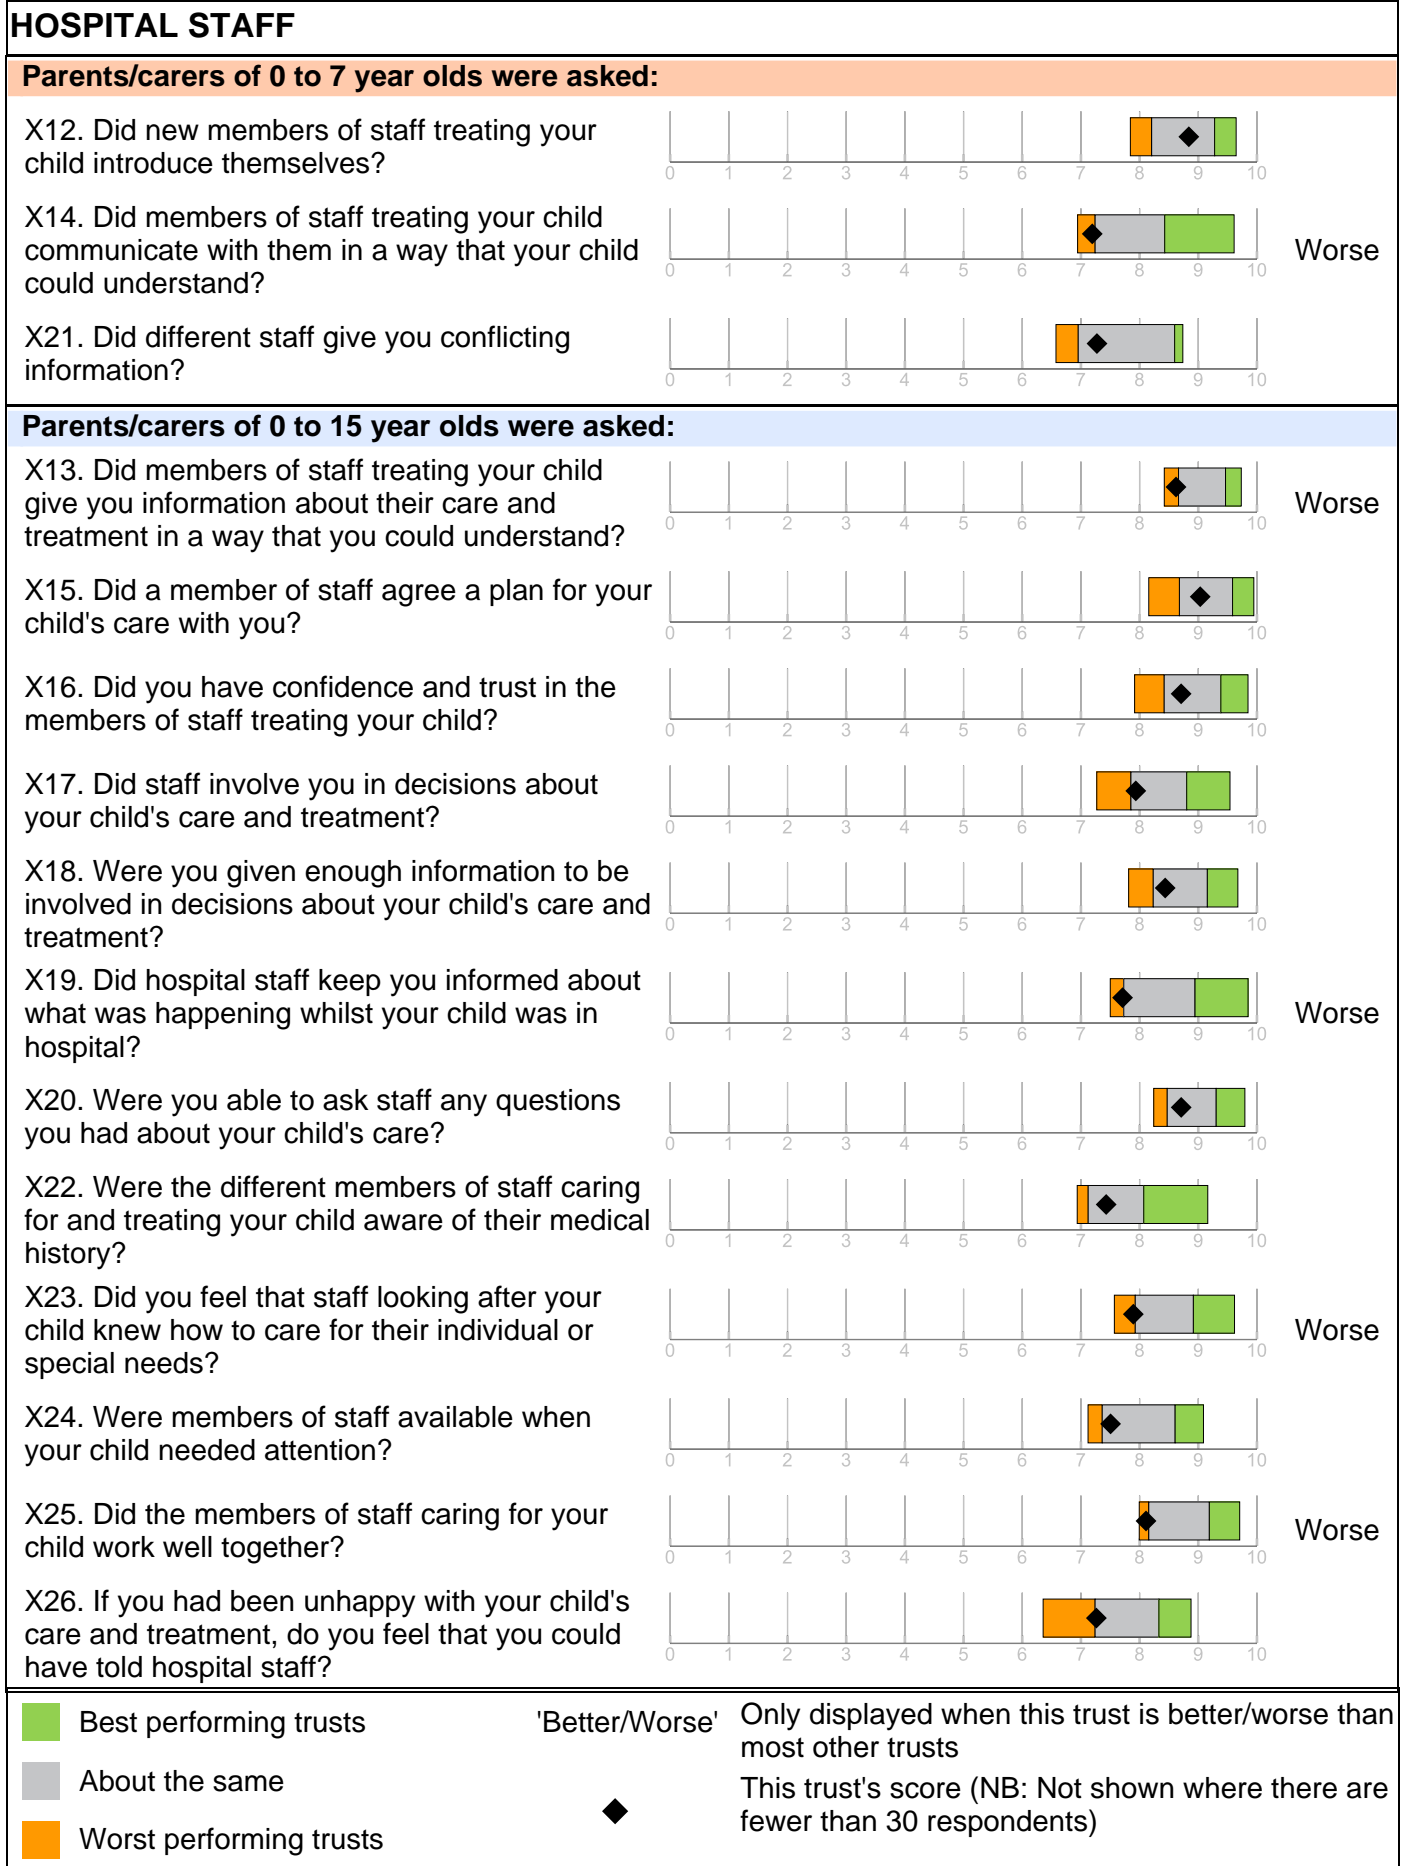 HOSPITAL STAFF
Parents/carers of 0 to 7 year olds were asked:
X12. Did new members of staff treating your
child introduce themselves?
0 1 2 3 4 5 6 7 8 9 10
X14. Did members of staff treating your child
communicate with them in a way that your child
could understand?
0 1 2 3 4 5 6 7 8 9 10
Worse
X21. Did different staff give you conflicting
information?
0 1 2 3 4 5 6 7 8 9 10
Parents/carers of 0 to 15 year olds were asked:
X13. Did members of staff treating your child
give you information about their care and
treatment in a way that you could understand?
0 1 2 3 4 5 6 7 8 9 10
Worse
X15. Did a member of staff agree a plan for your
child's care with you?
0 1 2 3 4 5 6 7 8 9 10
X16. Did you have confidence and trust in the
members of staff treating your child?
0 1 2 3 4 5 6 7 8 9 10
X17. Did staff involve you in decisions about
your child's care and treatment?
0 1 2 3 4 5 6 7 8 9 10
X18. Were you given enough information to be
involved in decisions about your child's care and
treatment?
0 1 2 3 4 5 6 7 8 9 10
X19. Did hospital staff keep you informed about
what was happening whilst your child was in
hospital?
0 1 2 3 4 5 6 7 8 9 10
Worse
X20. Were you able to ask staff any questions
you had about your child's care?
0 1 2 3 4 5 6 7 8 9 10
X22. Were the different members of staff caring
for and treating your child aware of their medical
history?
0 1 2 3 4 5 6 7 8 9 10
X23. Did you feel that staff looking after your
child knew how to care for their individual or
special needs?
0 1 2 3 4 5 6 7 8 9 10
Worse
X24. Were members of staff available when
your child needed attention?
0 1 2 3 4 5 6 7 8 9 10
X25. Did the members of staff caring for your
child work well together?
0 1 2 3 4 5 6 7 8 9 10
Worse
X26. If you had been unhappy with your child's
care and treatment, do you feel that you could
have told hospital staff?
0 1 2 3 4 5 6 7 8 9 10
Best performing trusts
About the same
Worst performing trusts
'Better/Worse'
Only displayed when this trust is better/worse than
most other trusts
This trust's score (NB: Not shown where there are
fewer than 30 respondents)